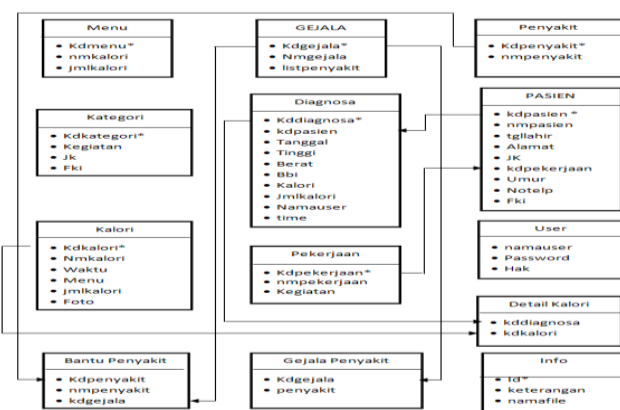 Menu
Kdmenu*
nmkalori
jmlkalori
GEJALA
Kdgejala*
Nmgejala
listpenyakit
Penyakit
Kdpenyakit*
nmpenyakit
Kategori
Kdkategori*
Kegiatan
Jk
Fki
Diagnosa
Kddiagnosa*
kdpasien
Tanggal
Tinggi
Berat
Bbi
Kalori
Jmlkalori
Namauser
time
PASIEN
kdpasien *
nmpasien
tgllahir
Alamat
JK
kdpekerjaan
Umur
Notelp
Fki
Kalori
Kdkalori*
Nmkalori
Waktu
Menu
jmlkalori
Foto
Pekerjaan
Kdpekerjaan*
nmpekerjaan
Kegiatan
User
namauser
Password
Hak
Detail Kalori
kddiagnosa
kdkalori
Bantu Penyakit
Kdpenyakit
nmpenyakit
kdgejala
Gejala Penyakit
Kdgejala
penyakit
Info
Id*
keterangan
namafile